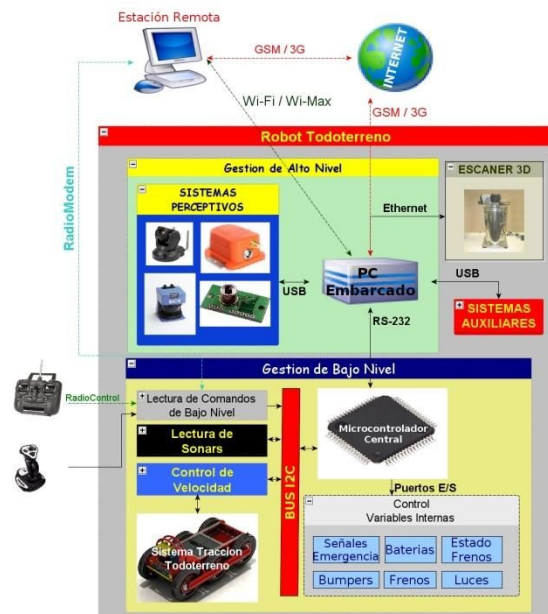 Estación Remota
GSM / 3G
INTERNET
Wi-Fi / Wi-Max
GSM / 3G
RadioModem
Robot Todoterreno
Gestion de Alto Nivel
SISTEMAS
PERCEPTIVOS
ESCANER 3D
Ethernet
PC
Embarcado
USB
USB
SISTEMAS
AUXILIARES
RS-232
Gestion de Bajo Nivel
RadioControl
Lectura de Comandos
de Bajo Nivel
Lectura de
Sonars
Control de
Velocidad
BUS I2C
Microcontrolador
Central
Puertos E/S
Sistema Traccion
Todoterreno
Control
Variables Internas
Señales
Emergencia
Baterias
Estado
Frenos
Bumpers
Frenos
Luces